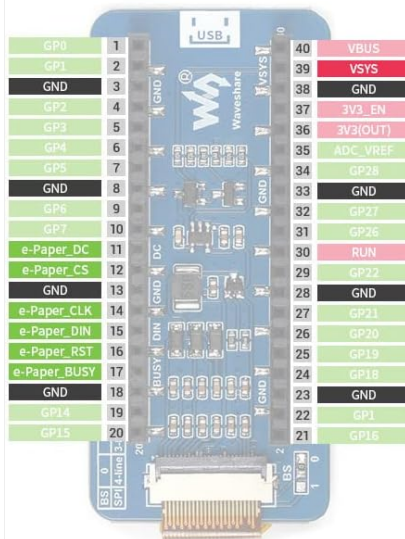 GP0 1
GP1 2
GND 3
GP2 4
GP3 5
GP4 6
GP5 7
GND 8
GP6 9
GP7 10
e-Paper_DC 11
e-Paper_CS 12
GND 13
e-Paper_CLK 14
e-Paper_DIN 15
e-Paper_RST 16
e-Paper_BUSY 17
GND 18
GP14 19
GP15 20
USB
VSYS
GND
®
Waveshare
GND
DC
GND
DIN
BUSY
GND
20
BS 0
SPI 4-line 3-
2
BS
0
1
40 VBUS
39 VSYS
38 GND
37 3V3_EN
36 3V3(OUT)
35 ADC_VREF
34 GP28
33 GND
32 GP27
31 GP26
30 RUN
29 GP22
28 GND
27 GP21
26 GP20
25 GP19
24 GP18
23 GND
22 GP1
21 GP16